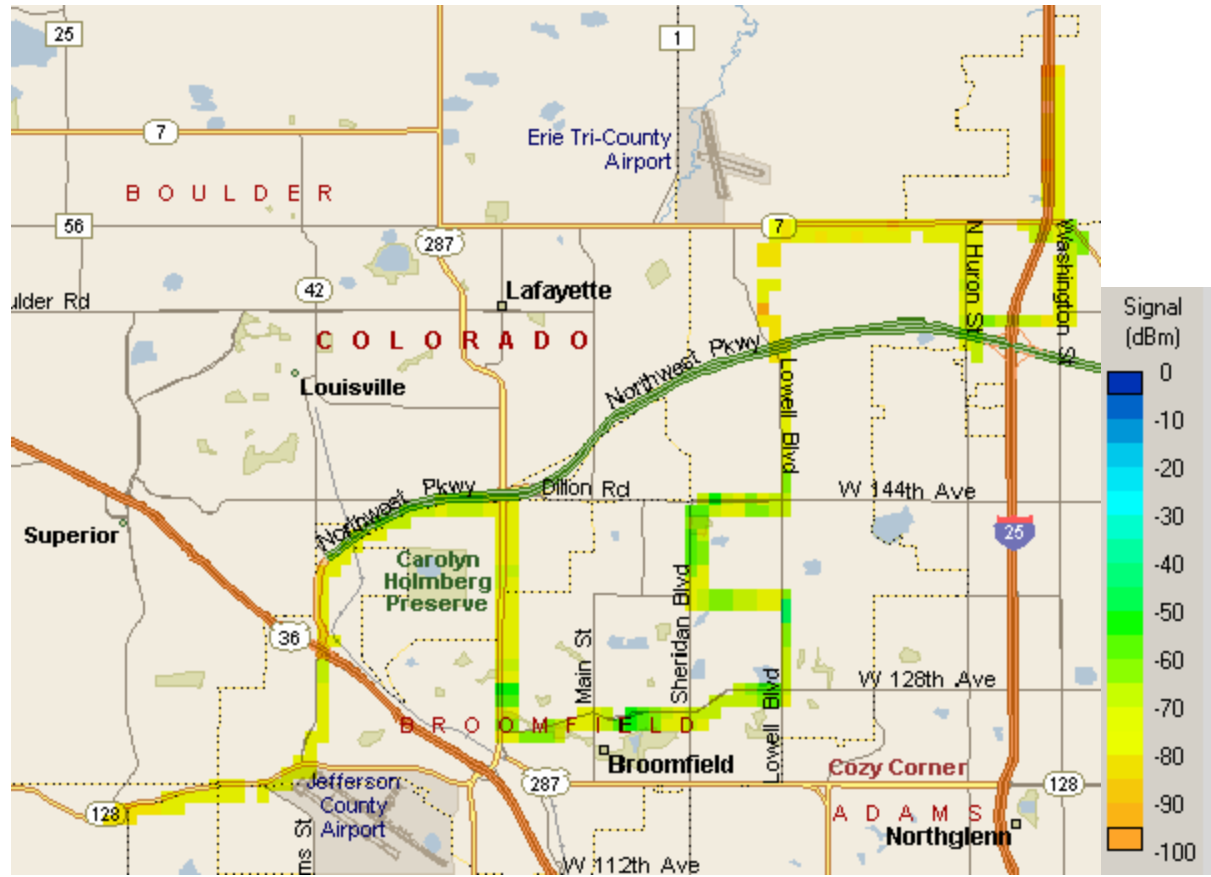 25
1
7
Erie Tri-County
Airport
BOULDER
56
7
287
N Huron St
Washington St
42
Lafayette
ulder Rd
COLORADO
Northwest Pkwy
Louisville
Lowell Blvd
Northwest Pkwy
Dillon Rd
W 144th Ave
Superior
25
Carolyn
Holmberg
Preserve
36
Main St
Sheridan Blvd
W 128th Ave
Lowell Blvd
BROOMFIELD
Broomfield
Cozy Corner
Jefferson
County
Airport
287
128
128
ADAMS
Northglenn
ms St
W 112th Ave
Signal
(dBm)
0
-10
-20
-30
-40
-50
-60
-70
-80
-90
-100